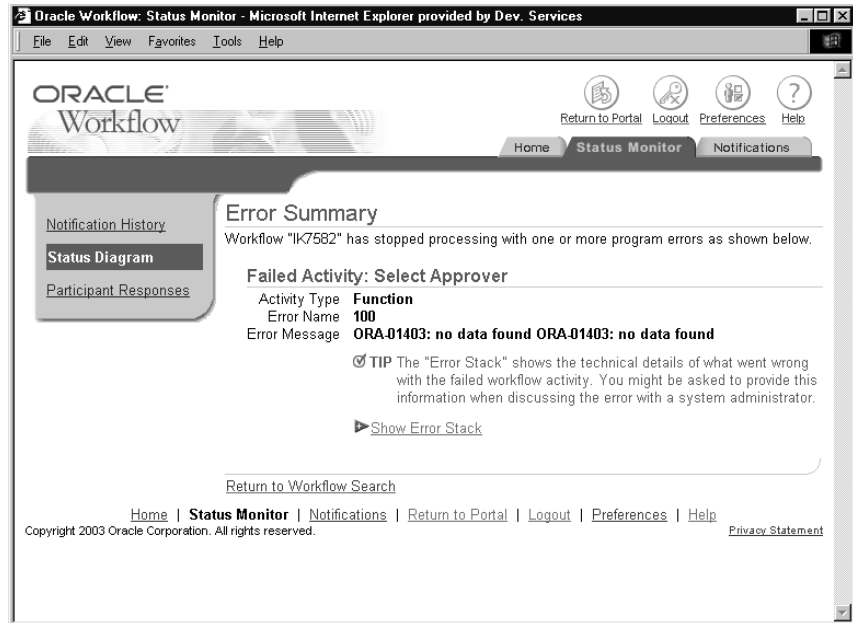 Oracle Workflow: Status Monitor - Microsoft Internet Explorer provided by Dev. Services
File Edit View Favorites Tools Help
ORACLE
Workflow
Return to Portal Logout Preferences Help
Home Status Monitor Notifications
Notification History
Status Diagram
Participant Responses
Error Summary
Workflow "IK7582" has stopped processing with one or more program errors as shown below.
Failed Activity: Select Approver
Activity Type Function
Error Name 100
Error Message ORA-01403: no data found ORA-01403: no data found
TIP The "Error Stack" shows the technical details of what went wrong
with the failed workflow activity. You might be asked to provide this
information when discussing the error with a system administrator.
Show Error Stack
Return to Workflow Search
Home | Status Monitor | Notifications | Return to Portal | Logout | Preferences | Help
Copyright 2003 Oracle Corporation. All rights reserved.
Privacy Statement